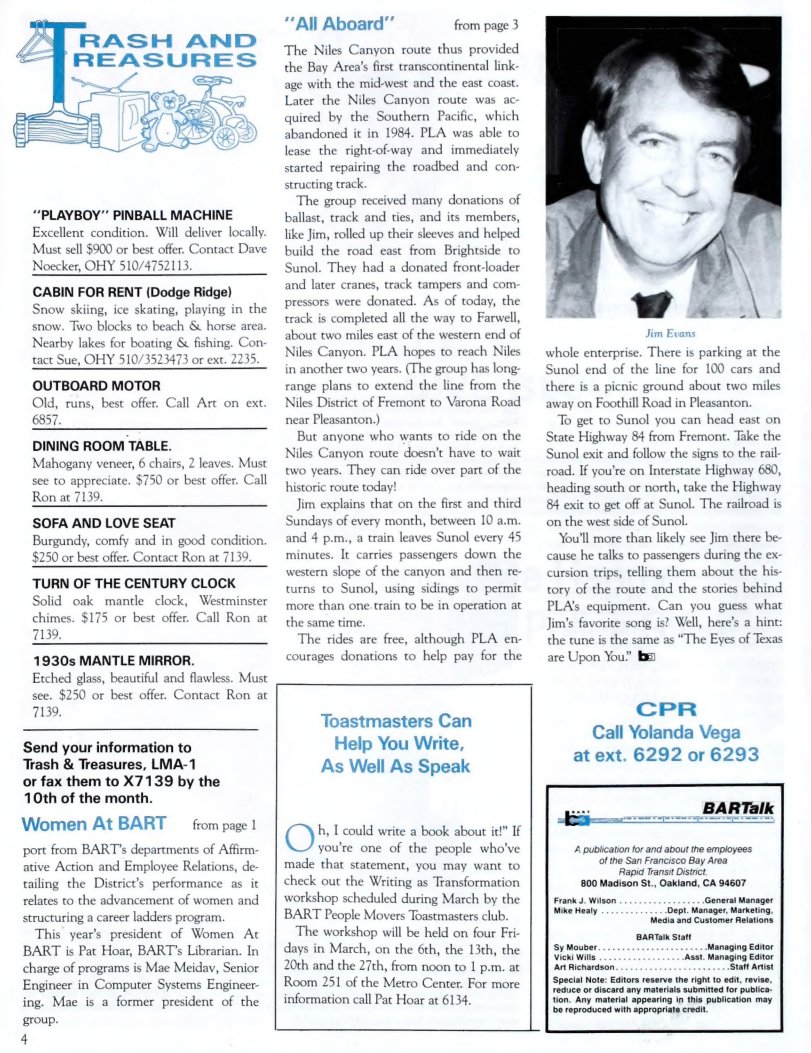 TRASH AND
TREASURES
"PLAYBOY" PINBALL MACHINE
Excellent condition. Will deliver locally.
Must sell $900 or best offer. Contact Dave
Noecker, OHY 510/4752113.
CABIN FOR RENT (Dodge Ridge)
Snow skiing, ice skating, playing in the
snow. Two blocks to beach & horse area.
Nearby lakes for boating & fishing. Con-
tact Sue, OHY 510/3523473 or ext. 2235.
OUTBOARD MOTOR
Old, runs, best offer. Call Art on ext.
6857.
DINING ROOM TABLE.
Mahogany veneer, 6 chairs, 2 leaves. Must
see to appreciate. $750 or best offer. Call
Ron at 7139.
SOFA AND LOVE SEAT
Burgundy, comfy and in good condition.
$250 or best offer. Contact Ron at 7139.
TURN OF THE CENTURY CLOCK
Solid oak mantle clock, Westminster
chimes. $175 or best offer. Call Ron at
7139.
1930s MANTLE MIRROR.
Etched glass, beautiful and flawless. Must
see. $250 or best offer. Contact Ron at
7139.
Send your information to
Trash & Treasures, LMA-1
or fax them to X7139 by the
10th of the month.
Women At BART from page 1
port from BART's departments of Affirm-
ative Action and Employee Relations, de-
tailing the District's performance as it
relates to the advancement of women and
structuring a career ladders program.
This year's president of Women At
BART is Pat Hoar, BART's Librarian. In
charge of programs is Mae Meidav, Senior
Engineer in Computer Systems Engineer-
ing. Mae is a former president of the
group.
4
"All Aboard" from page 3
The Niles Canyon route thus provided
the Bay Area's first transcontinental link-
age with the mid-west and the east coast.
Later the Niles Canyon route was ac-
quired by the Southern Pacific, which
abandoned it in 1984. PLA was able to
lease the right-of-way and immediately
started repairing the roadbed and con-
structing track.
The group received many donations of
ballast, track and ties, and its members,
like Jim, rolled up their sleeves and helped
build the road east from Brightside to
Sunol. They had a donated front-loader
and later cranes, track tampers and com-
pressors were donated. As of today, the
track is completed all the way to Farwell,
about two miles east of the western end of
Niles Canyon. PLA hopes to reach Niles
in another two years. (The group has long-
range plans to extend the line from the
Niles District of Fremont to Varona Road
near Pleasanton.)
But anyone who wants to ride on the
Niles Canyon route doesn't have to wait
two years. They can ride over part of the
historic route today!
Jim explains that on the first and third
Sundays of every month, between 10 a.m.
and 4 p.m., a train leaves Sunol every 45
minutes. It carries passengers down the
western slope of the canyon and then re-
turns to Sunol, using sidings to permit
more than one train to be in operation at
the same time.
The rides are free, although PLA en-
courages donations to help pay for the
Toastmasters Can
Help You Write,
As Well As Speak
Oh, I could write a book about it!" If
you're one of the people who've
made that statement, you may want to
check out the Writing as Transformation
workshop scheduled during March by the
BART People Movers Toastmasters club.
The workshop will be held on four Fri-
days in March, on the 6th, the 13th, the
20th and the 27th, from noon to 1 p.m. at
Room 251 of the Metro Center. For more
information call Pat Hoar at 6134.
Jim Evans
whole enterprise. There is parking at the
Sunol end of the line for 100 cars and
there is a picnic ground about two miles
away on Foothill Road in Pleasanton.
To get to Sunol you can head east on
State Highway 84 from Fremont. Take the
Sunol exit and follow the signs to the rail-
road. If you're on Interstate Highway 680,
heading south or north, take the Highway
84 exit to get off at Sunol. The railroad is
on the west side of Sunol.
You'll more than likely see Jim there be-
cause he talks to passengers during the ex-
cursion trips, telling them about the his-
tory of the route and the stories behind
PLA's equipment. Can you guess what
Jim's favorite song is? Well, here's a hint:
the tune is the same as "The Eyes of Texas
are Upon You." ba
CPR
Call Yolanda Vega
at ext. 6292 or 6293
BART
ba
BARTalk
A publication for and about the employees
of the San Francisco Bay Area
Rapid Transit District.
800 Madison St., Oakland, CA 94607
Frank J. Wilson .................General Manager
Mike Healy .............Dept. Manager, Marketing,
Media and Customer Relations
BARTalk Staff
Sy Mouber......................Managing Editor
Vicki Wills .................Asst. Managing Editor
Art Richardson.......................Staff Artist
Special Note: Editors reserve the right to edit, revise,
reduce or discard any materials submitted for publica-
tion. Any material appearing in this publication may
be reproduced with appropriate credit.